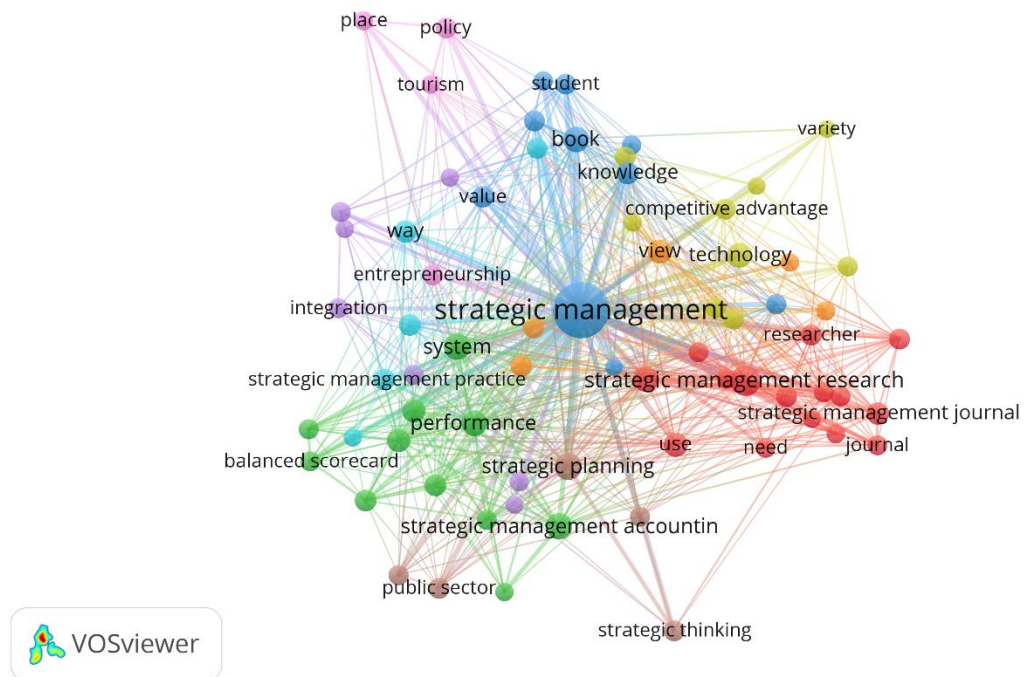 place
policy
tourism
student
variety
book
knowledge
value
competitive advantage
way
view
technology
entrepreneurship
integration
strategic management
researcher
system
strategic management practice
strategic management research
strategic management journal
performance
use
need
journal
balanced scorecard
strategic planning
strategic management accountin
public sector
strategic thinking
VOSviewer